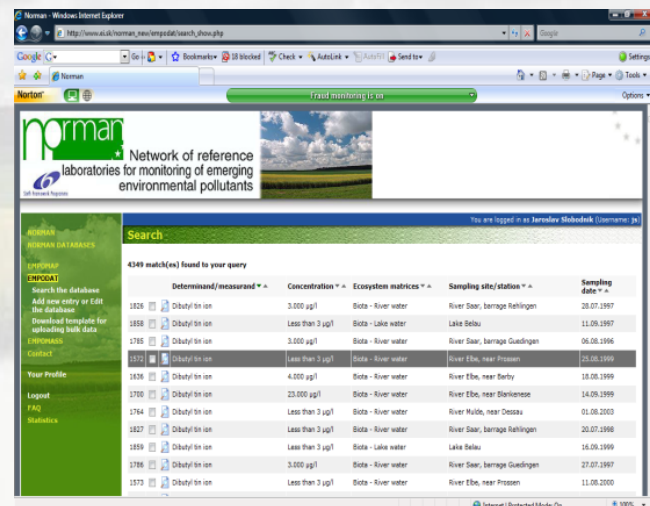 Norman - Windows Internet Explorer
http://www.ei.sk/norman_new/empodat/search_show.php
Google
Google G Go Bookmarks 18 blocked Check AutoLink AutoFill Send to Settings
Norman Page Tools
Norton Fraud monitoring is on Options
norman
Network of reference
laboratories for monitoring of emerging
environmental pollutants
You are logged in as Jaroslav Slobodnik (Username: js)
NORMAN
NORMAN DATABASES
EMPOMAP
EMPODAT
Search the database
Add new entry or Edit
the database
Download template for
uploading bulk data
EMPOMASS
Contact
Your Profile
Logout
FAQ
Statistics
Search
4349 match(es) found to your query
Determinand/measurand Concentration Ecosystem matrices Sampling site/station Sampling
date
1826 Dibutyl tin ion 3.000 µg/l Biota - River water River Saar, barrage Rehlingen 28.07.1997
1858 Dibutyl tin ion Less than 3 µg/l Biota - Lake water Lake Belau 11.09.1997
1785 Dibutyl tin ion 3.000 µg/l Biota - River water River Saar, barrage Guedingen 06.08.1996
1572 Dibutyl tin ion Less than 3 µg/l Biota - River water River Elbe, near Prossen 25.08.1999
1636 Dibutyl tin ion 4.000 µg/l Biota - River water River Elbe, near Barby 18.08.1999
1700 Dibutyl tin ion 23.000 µg/l Biota - River water River Elbe, near Blankenese 14.09.1999
1764 Dibutyl tin ion Less than 3 µg/l Biota - River water River Mulde, near Dessau 01.08.2003
1827 Dibutyl tin ion Less than 3 µg/l Biota - River water River Saar, barrage Rehlingen 20.07.1998
1859 Dibutyl tin ion Less than 3 µg/l Biota - Lake water Lake Belau 16.09.1999
1786 Dibutyl tin ion 3.000 µg/l Biota - River water River Saar, barrage Guedingen 27.07.1997
1573 Dibutyl tin ion Less than 3 µg/l Biota - River water River Elbe, near Prossen 11.08.2000
Internet | Protected Mode: On 100%